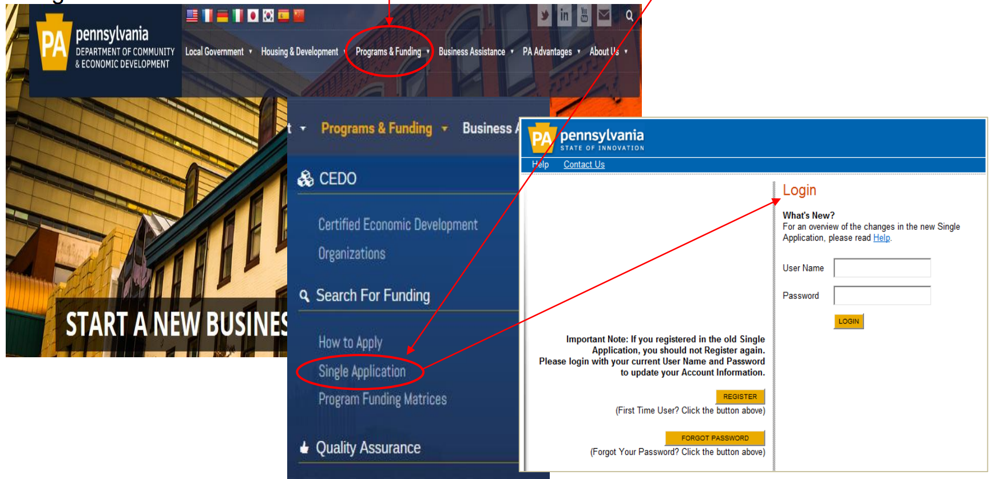 PA
pennsylvania
DEPARTMENT OF COMMUNITY
& ECONOMIC DEVELOPMENT
in
You
Tube
Local Government
Housing & Development
Programs & Funding
Business Assistance
PA Advantages
About Us
START A NEW BUSINES
t
Programs & Funding
Business A
CEDO
Certified Economic Development
Organizations
Search For Funding
How to Apply
Single Application
Program Funding Matrices
Quality Assurance
PA
pennsylvania
STATE OF INNOVATION
Help
Contact Us
Important Note: If you registered in the old Single
Application, you should not Register again.
Please login with your current User Name and Password
to update your Account Information.
REGISTER
(First Time User? Click the button above)
FORGOT PASSWORD
(Forgot Your Password? Click the button above)
Login
What's New?
For an overview of the changes in the new Single
Application, please read Help.
User Name
Password
LOGIN